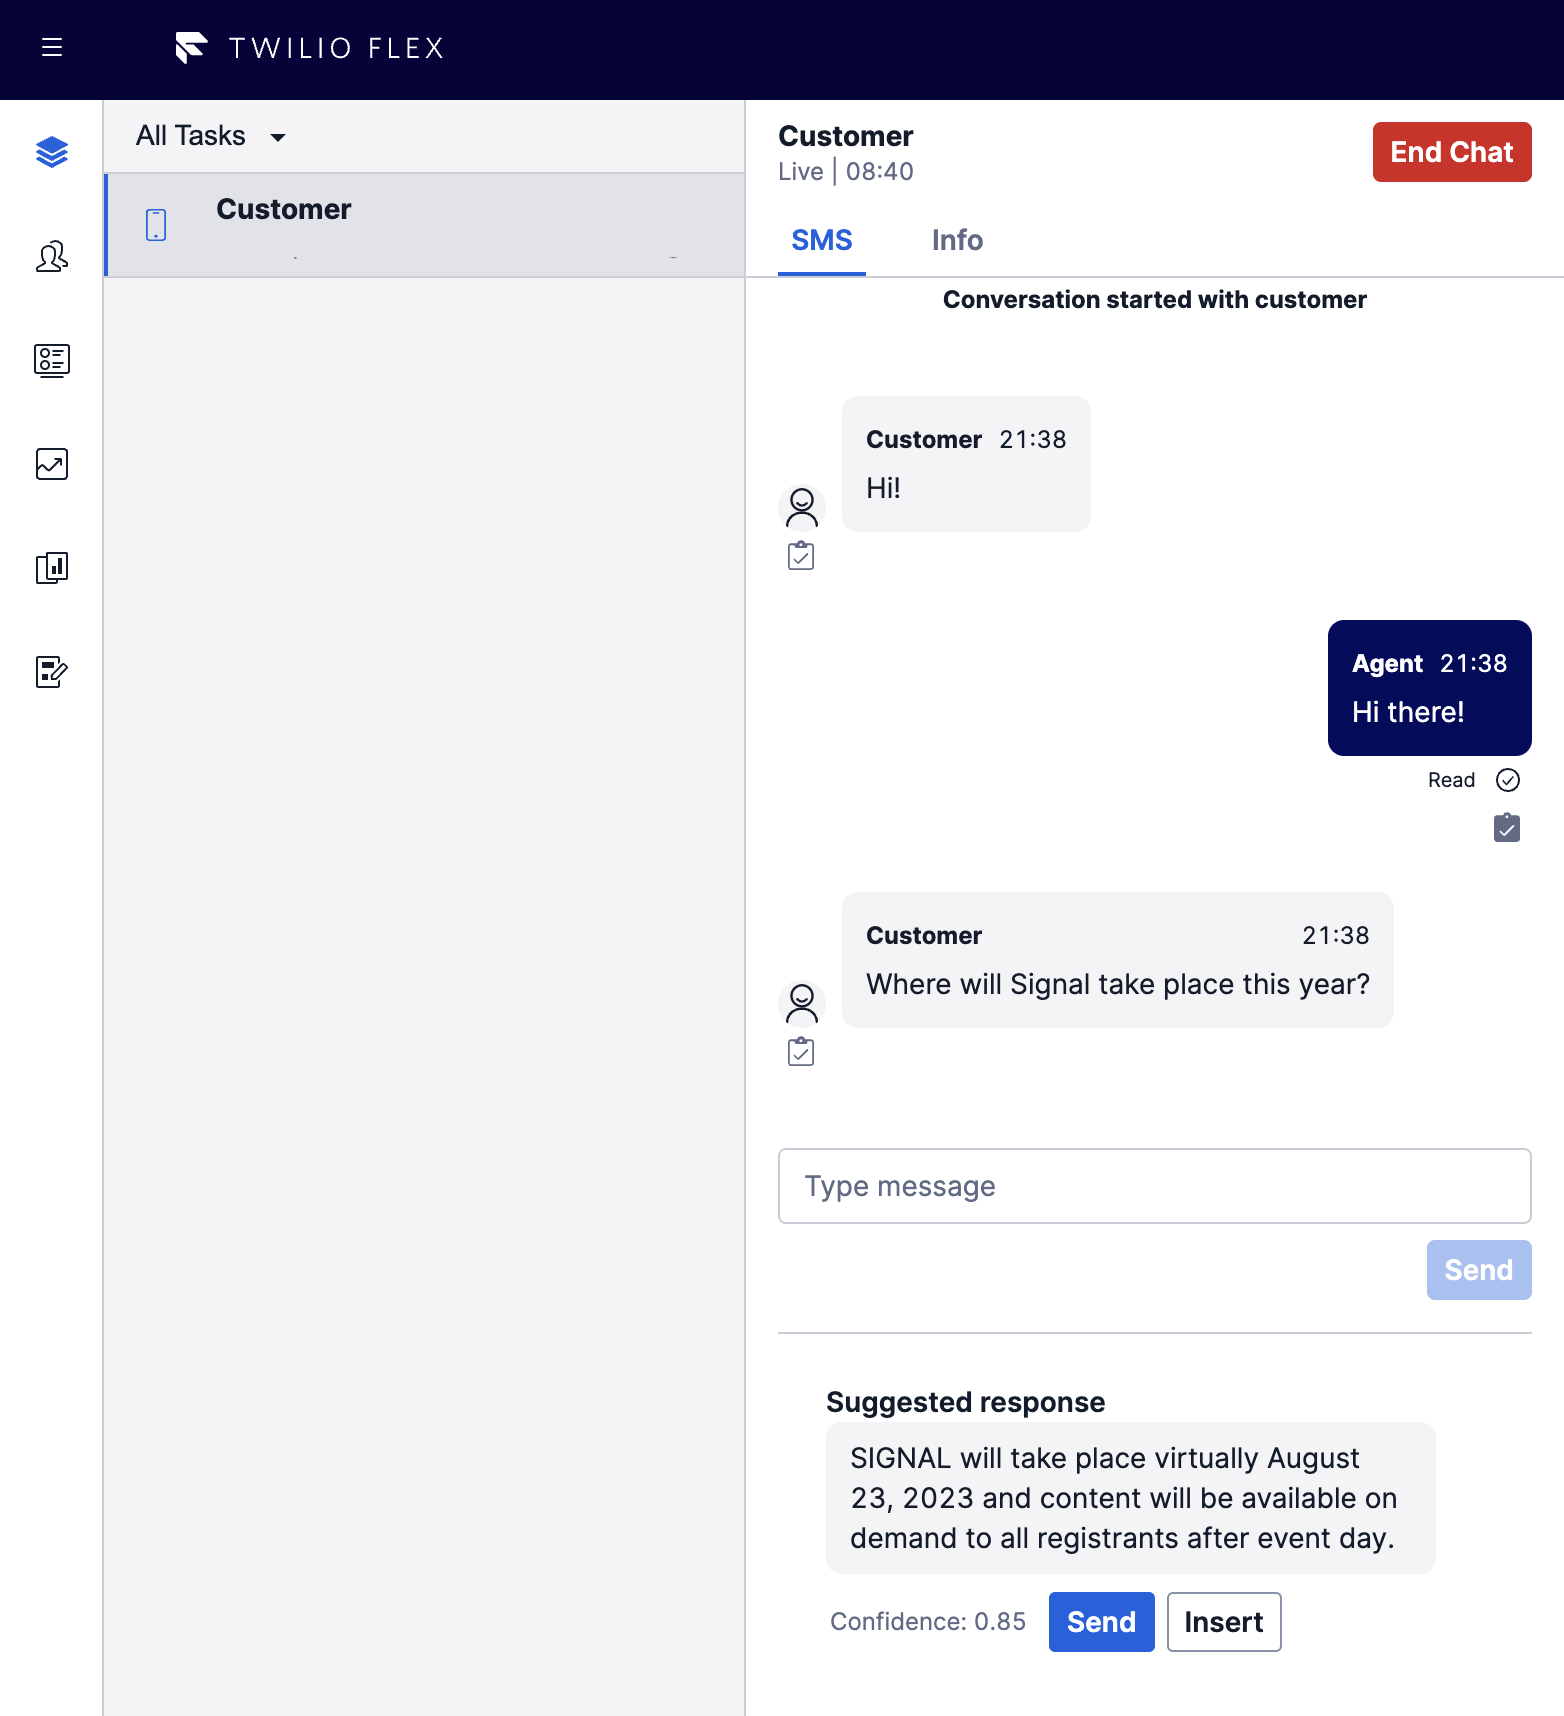 TWILIO FLEX
All Tasks
Customer
Customer
Live | 08:40
End Chat
SMS
Info
Conversation started with customer
Customer 21:38
Hi!
Agent 21:38
Hi there!
Read
Customer 21:38
Where will Signal take place this year?
Type message
Send
Suggested response
SIGNAL will take place virtually August
23, 2023 and content will be available on
demand to all registrants after event day.
Confidence: 0.85
Send
Insert